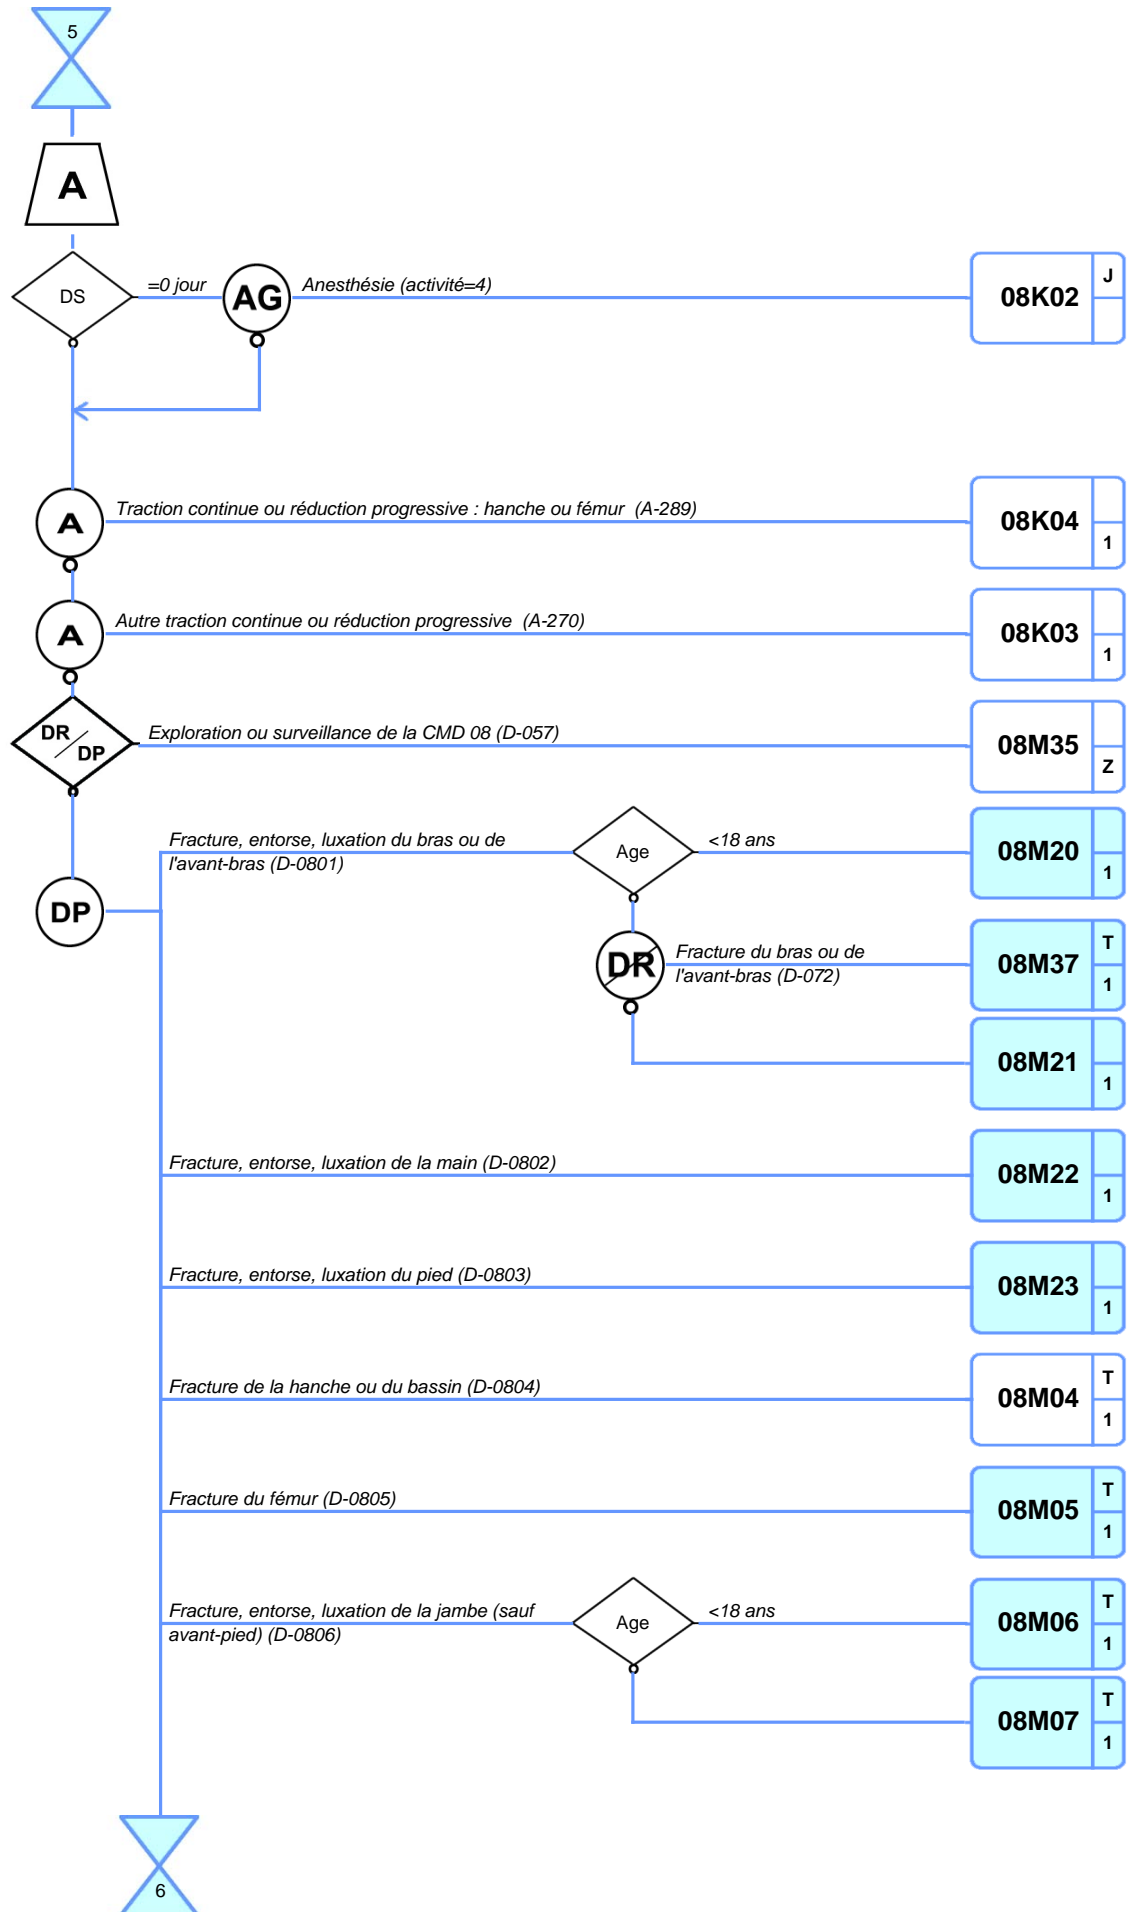 5
A
DS
=0 jour
AG
Anesthésie (activité=4)
08K02
J
A
Traction continue ou réduction progressive : hanche ou fémur (A-289)
08K04
1
A
Autre traction continue ou réduction progressive (A-270)
08K03
1
DR
DP
Exploration ou surveillance de la CMD 08 (D-057)
08M35
Z
DP
Fracture, entorse, luxation du bras ou de
l'avant-bras (D-0801)
Age
<18 ans
08M20
1
DR
Fracture du bras ou de
l'avant-bras (D-072)
08M37
T
1
08M21
1
Fracture, entorse, luxation de la main (D-0802)
08M22
1
Fracture, entorse, luxation du pied (D-0803)
08M23
1
Fracture de la hanche ou du bassin (D-0804)
08M04
T
1
Fracture du fémur (D-0805)
08M05
T
1
Fracture, entorse, luxation de la jambe (sauf
avant-pied) (D-0806)
Age
<18 ans
08M06
T
1
08M07
T
1
6